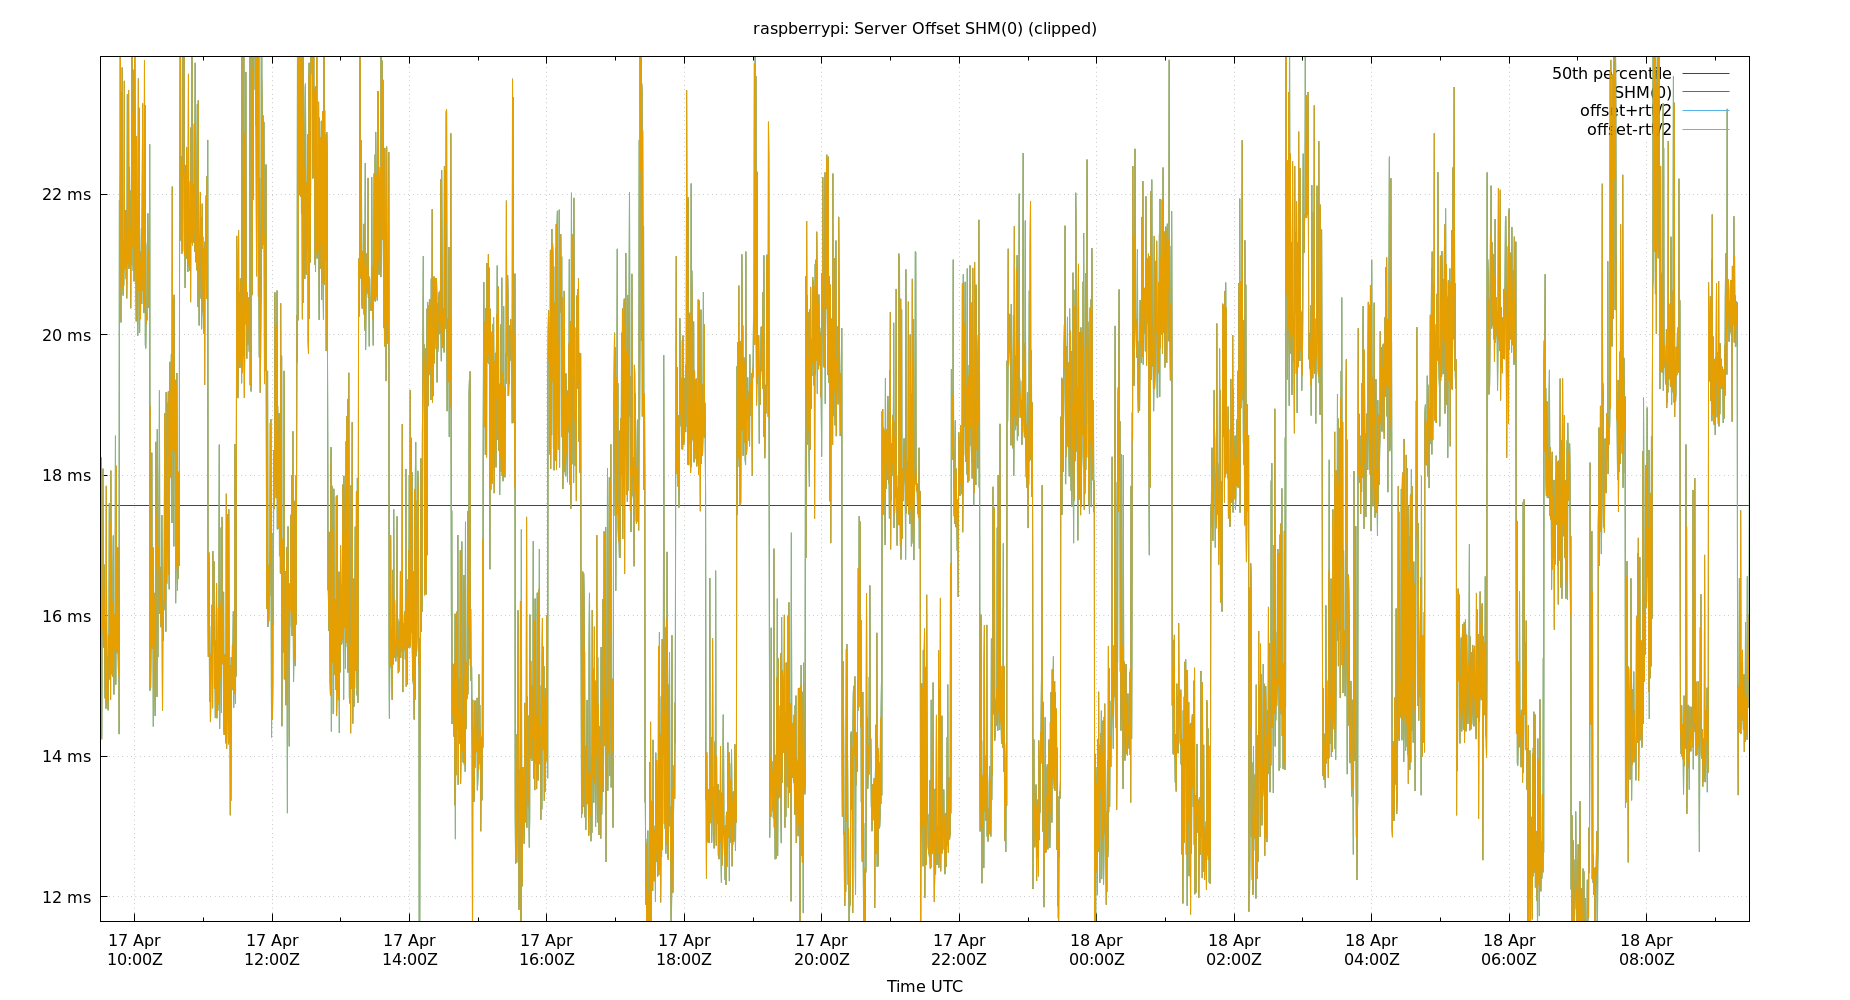 raspberrypi: Server Offset SHM(0) (clipped)
50th percentile
SHM(0)
offset+rtt/2
offset-rtt/2
22 ms
20 ms
18 ms
16 ms
14 ms
12 ms
17 Apr 17 Apr 17 Apr 17 Apr 17 Apr 17 Apr 17 Apr 18 Apr 18 Apr 18 Apr 18 Apr 18 Apr
10:00Z 12:00Z 14:00Z 16:00Z 18:00Z 20:00Z 22:00Z 00:00Z 02:00Z 04:00Z 06:00Z 08:00Z
Time UTC